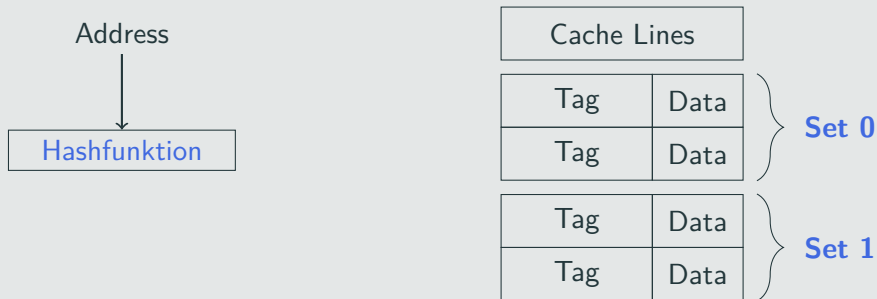 Address
Hashfunktion
Cache Lines
Tag Data
Tag Data
Set 0
Tag Data
Tag Data
Set 1